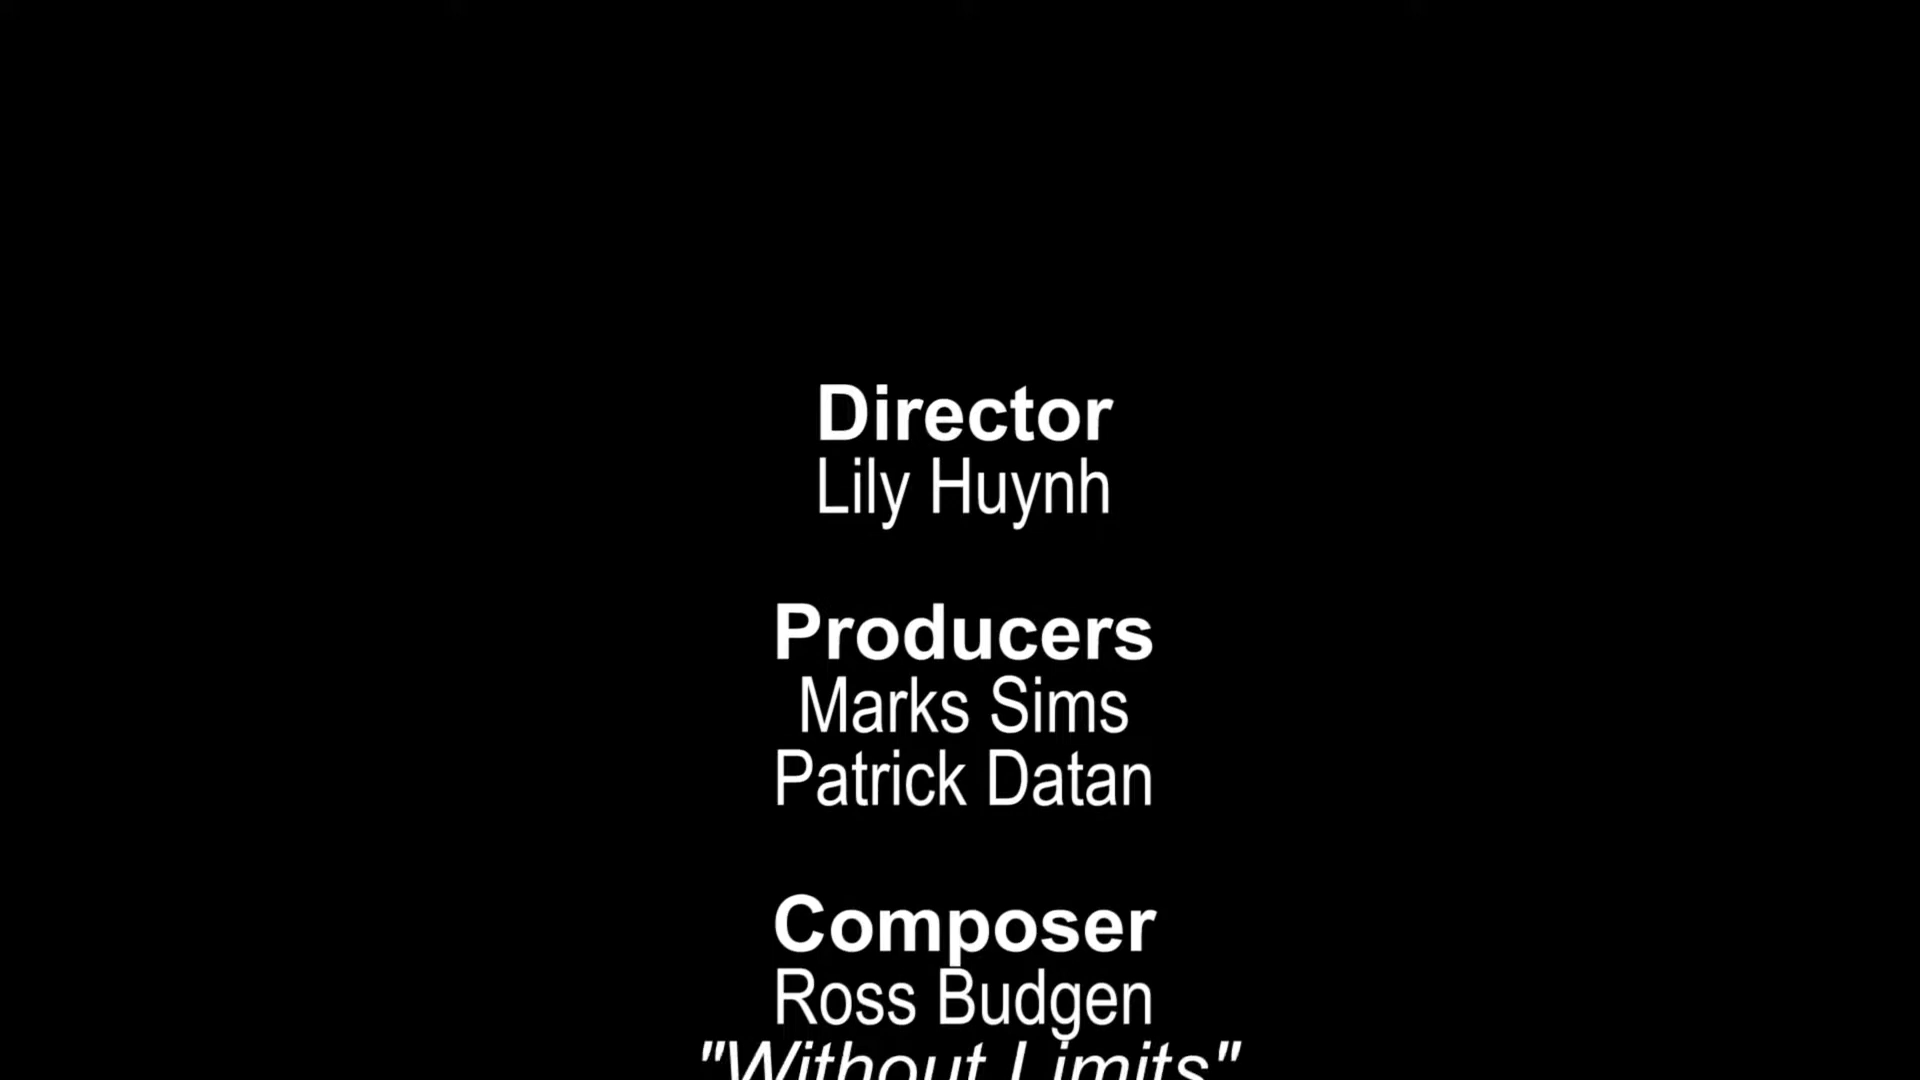 Director
Lily Huynh
Producers
Marks Sims
Patrick Datan
Composer
Ross Budgen
"Without Limits"